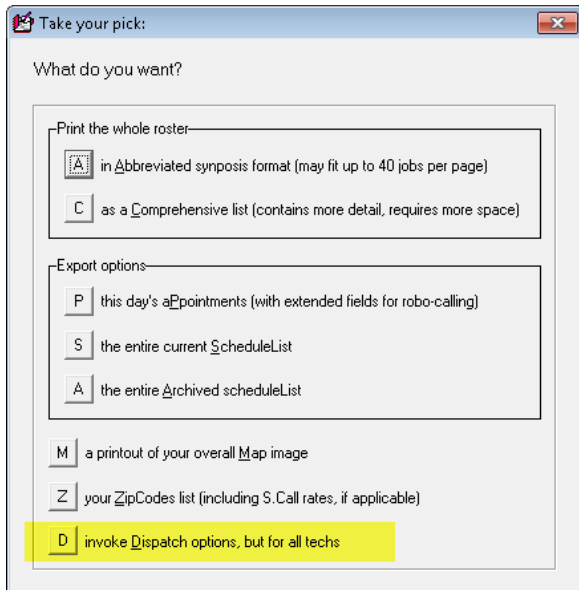 Take your pick:
What do you want?
Print the whole roster
A in Abbreviated synposis format (may fit up to 40 jobs per page)
C as a Comprehensive list (contains more detail, requires more space)
Export options
P this day's aPpointments (with extended fields for robo-calling)
S the entire current ScheduleList
A the entire Archived scheduleList
M a printout of your overall Map image
Z your ZipCodes list (including S.Call rates, if applicable)
D invoke Dispatch options, but for all techs